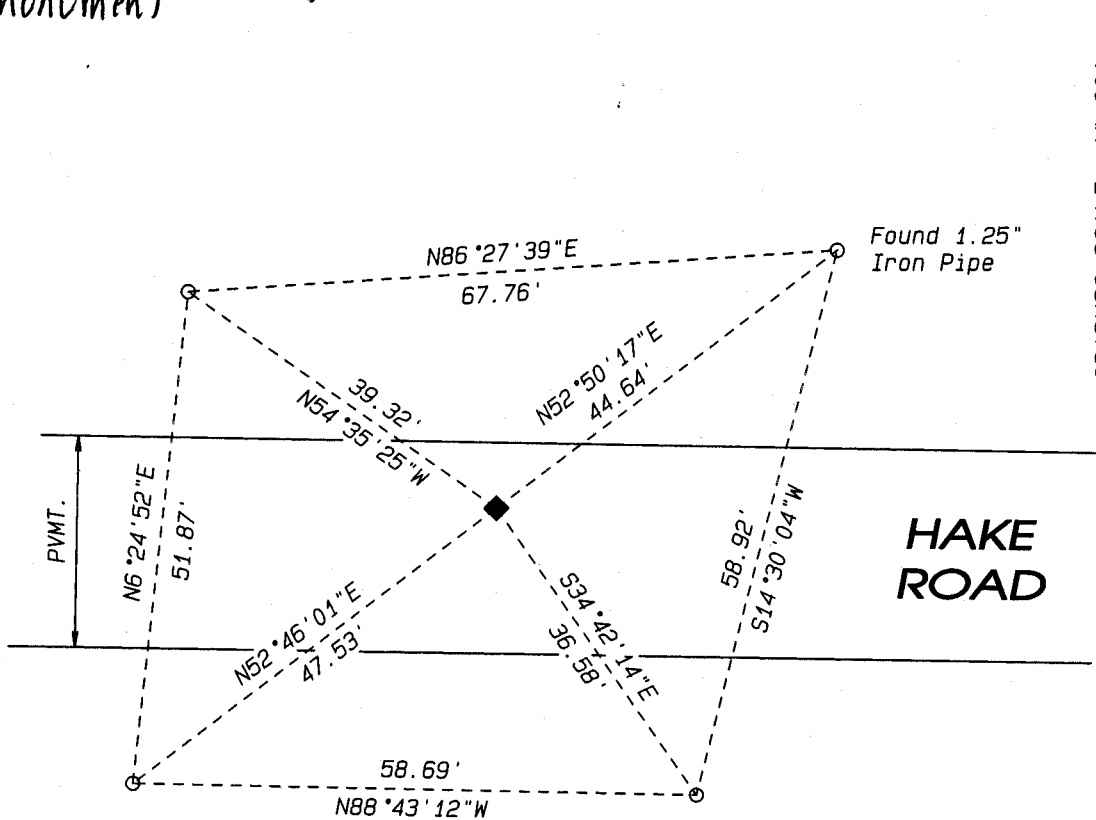 Monument
N86°27'39"E
67.76'
Found 1.25"
Iron Pipe
39.32'
N54°35'25"W
N52°50'17"E
44.64'
PVMT.
N6°24'52"E
51.87'
58.92'
S14°30'04"W
HAKE
ROAD
N52°46'01"E
47.53'
S34°42'14"E
36.58'
58.69'
N88°43'12"W